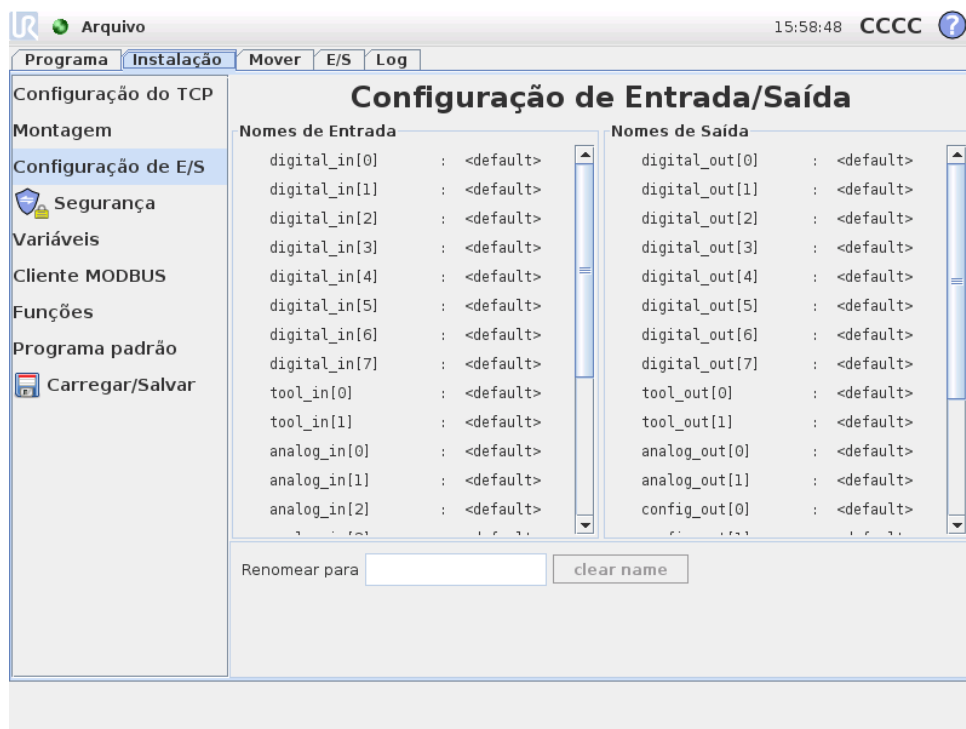 UR Arquivo 15:58:48 CCCC ?
Programa Instalação Mover E/S Log
Configuração do TCP
Montagem
Configuração de E/S
Segurança
Variáveis
Cliente MODBUS
Funções
Programa padrão
Carregar/Salvar
Configuração de Entrada/Saída
Nomes de Entrada
digital_in[0] : <default>
digital_in[1] : <default>
digital_in[2] : <default>
digital_in[3] : <default>
digital_in[4] : <default>
digital_in[5] : <default>
digital_in[6] : <default>
digital_in[7] : <default>
tool_in[0] : <default>
tool_in[1] : <default>
analog_in[0] : <default>
analog_in[1] : <default>
analog_in[2] : <default>
Nomes de Saída
digital_out[0] : <default>
digital_out[1] : <default>
digital_out[2] : <default>
digital_out[3] : <default>
digital_out[4] : <default>
digital_out[5] : <default>
digital_out[6] : <default>
digital_out[7] : <default>
tool_out[0] : <default>
tool_out[1] : <default>
analog_out[0] : <default>
analog_out[1] : <default>
config_out[0] : <default>
Renomear para
clear name